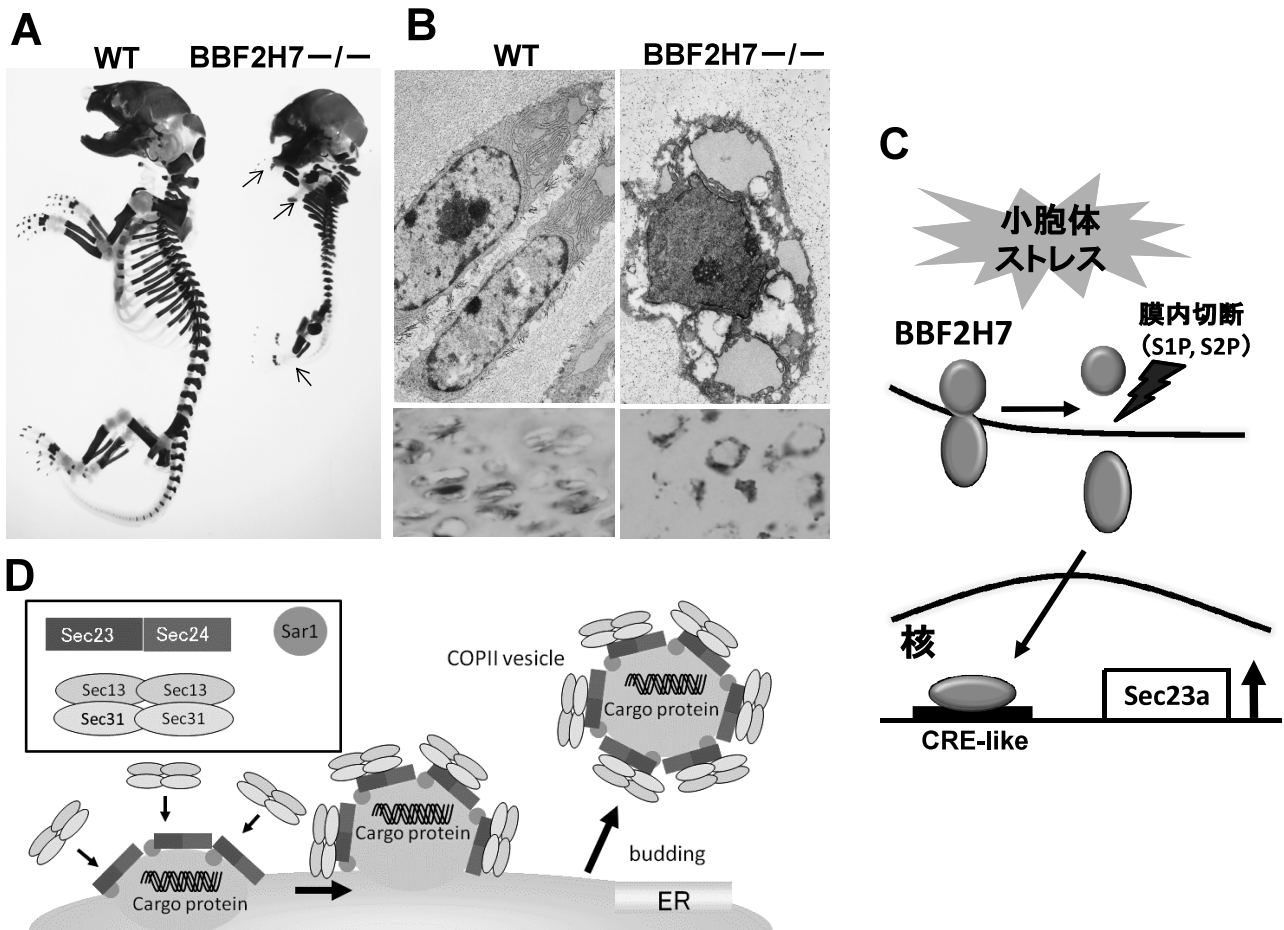 A
WT
BBF2H7ー/ー
B
WT
BBF2H7ー/ー
C
小胞体
ストレス
BBF2H7
膜内切断
(S1P, S2P)
核
Sec23a
CRE-like
D
Sec23
Sec24
Sar1
Sec13
Sec13
Sec31
Sec31
COPII vesicle
Cargo protein
Cargo protein
Cargo protein
budding
ER